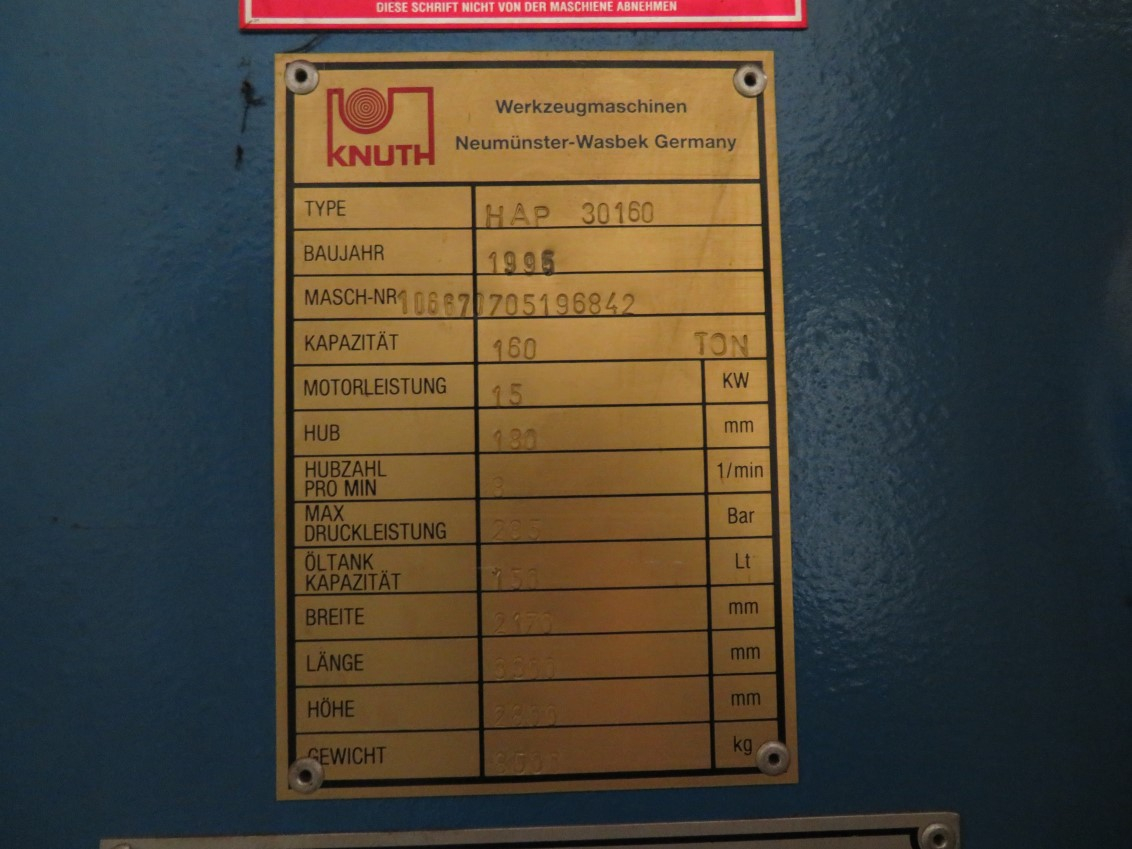 DIESE SCHRIFT NICHT VON DER MASCHIENE ABNEHMEN
KNUTH
Werkzeugmaschinen
Neumünster-Wasbek Germany
TYPE HAP 30160
BAUJAHR
MASCH-NR 106670705196842
KAPAZITÄT 160 TON
MOTORLEISTUNG 15 KW
HUB 180 mm
HUBZAHL
PRO MIN 1/min
MAX
DRUCKLEISTUNG Bar
ÖLTANK
KAPAZITÄT Lt
BREITE 2170 mm
LÄNGE mm
HÖHE mm
GEWICHT kg